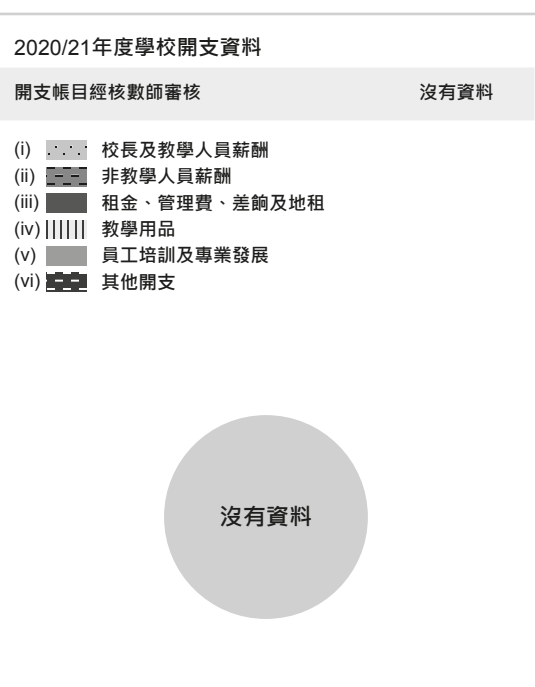 2020/21年度學校開支資料
開支帳目經核數師審核 沒有資料
(i) 校長及教學人員薪酬
(ii) 非教學人員薪酬
(iii) 租金、管理費、差餉及地租
(iv) 教學用品
(v) 員工培訓及專業發展
(vi) 其他開支
沒有資料